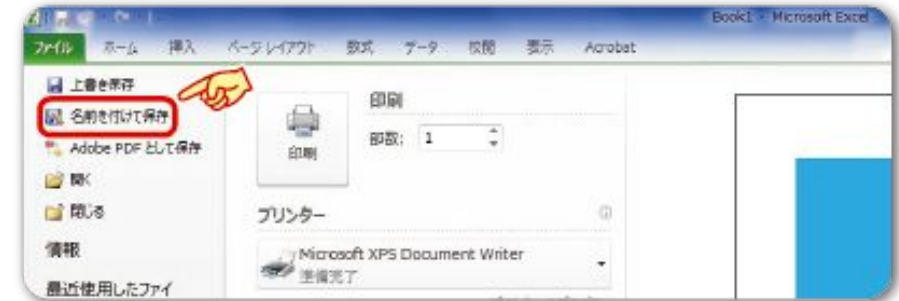 Book1 - Microsoft Excel
ファイル ホーム 挿入 ページレイアウト 数式 データ 校閲 表示 Acrobat
上書き保存
名前を付けて保存
Adobe PDF として保存
開く
閉じる
情報
最近使用したファイ
印刷
印刷
部数: 1
プリンター
Microsoft XPS Document Writer
準備完了